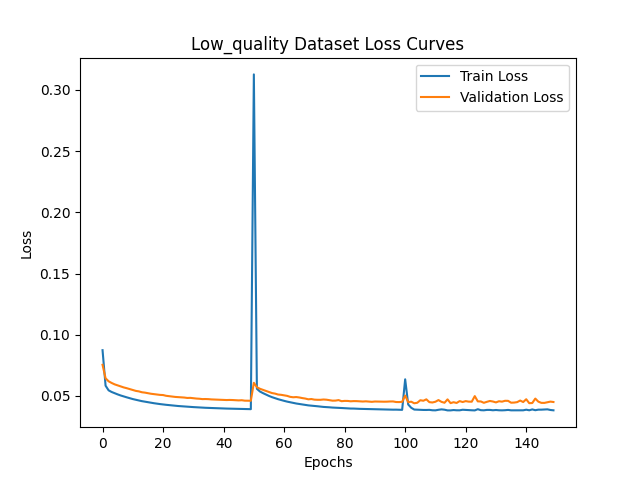 Low_quality Dataset Loss Curves
Train Loss
Validation Loss
0.30
0.25
0.20
0.15
0.10
0.05
Loss
0 20 40 60 80 100 120 140
Epochs